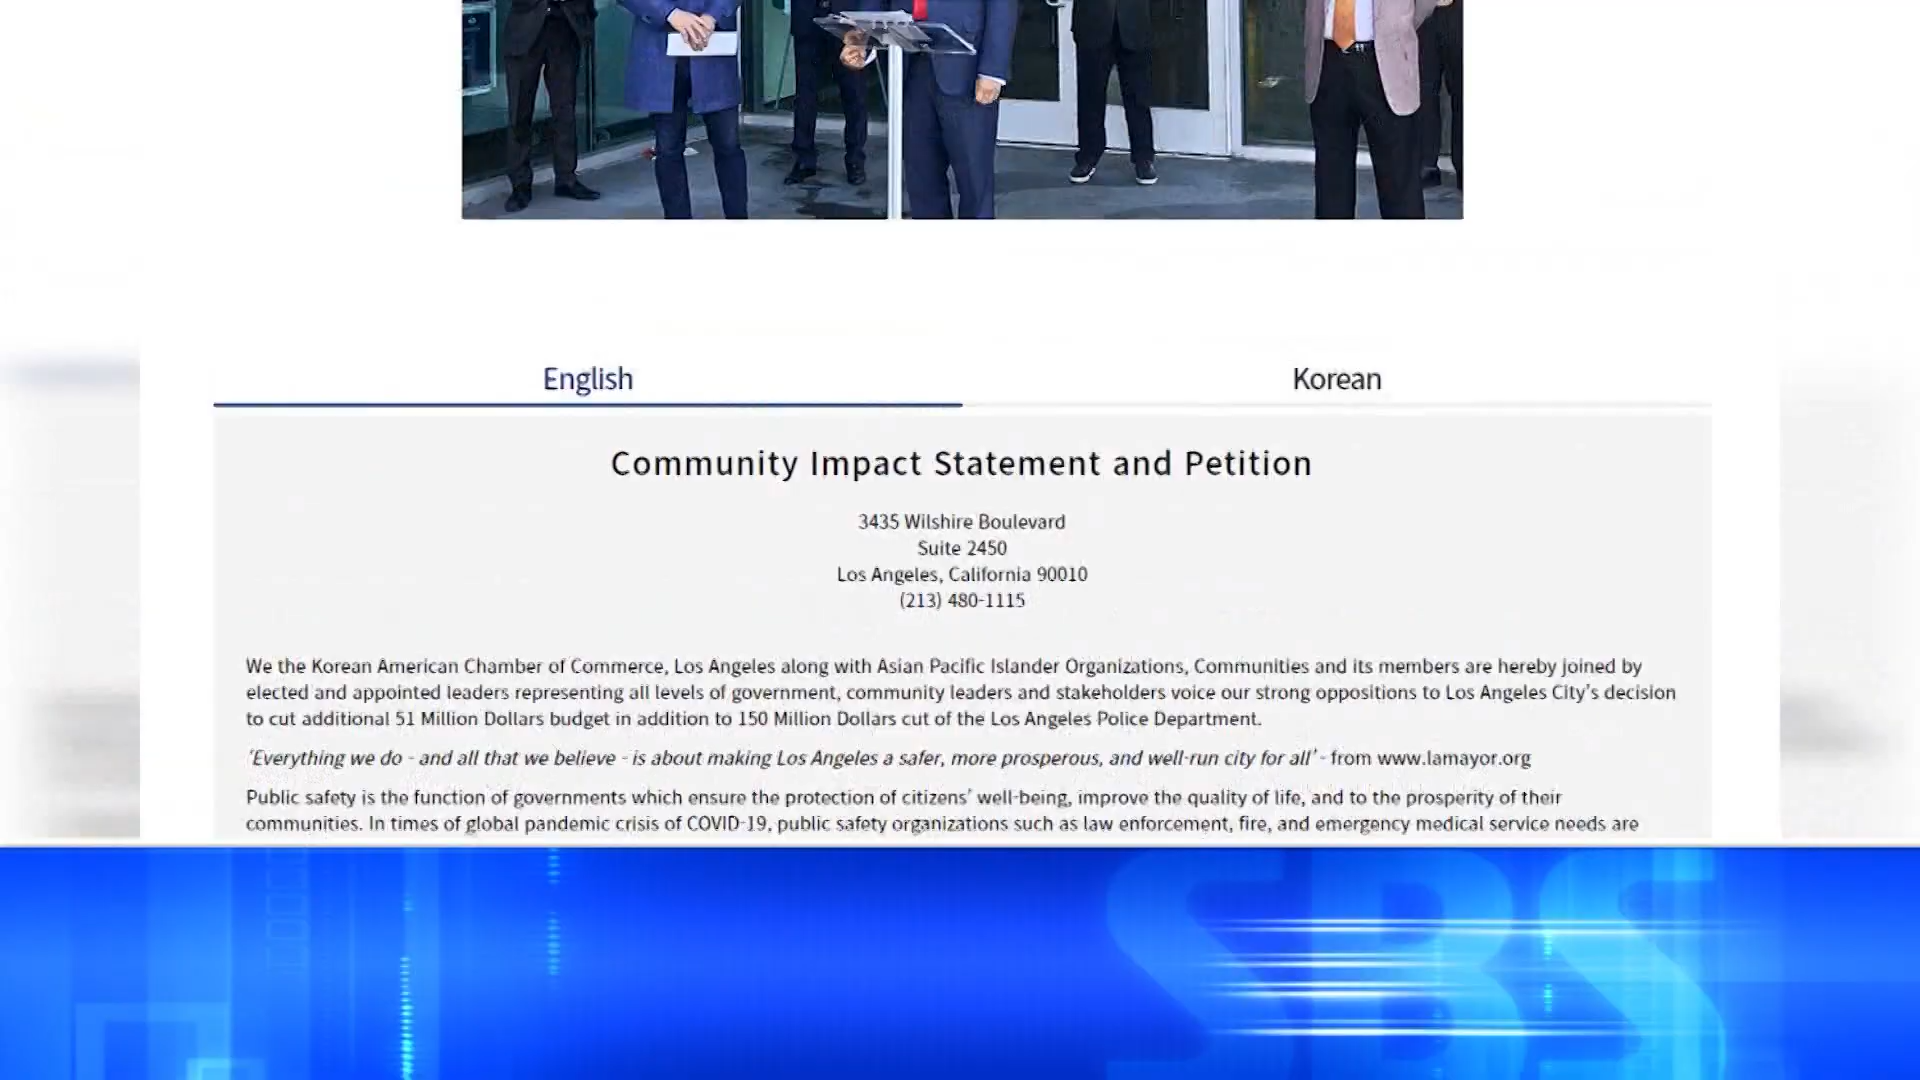 English
Korean
Community Impact Statement and Petition
3435 Wilshire Boulevard
Suite 2450
Los Angeles, California 90010
(213) 480-1115
We the Korean American Chamber of Commerce, Los Angeles along with Asian Pacific Islander Organizations, Communities and its members are hereby joined by
elected and appointed leaders representing all levels of government, community leaders and stakeholders voice our strong oppositions to Los Angeles City's decision
to cut additional 51 Million Dollars budget in addition to 150 Million Dollars cut of the Los Angeles Police Department.
'Everything we do - and all that we believe - is about making Los Angeles a safer, more prosperous, and well-run city for all' - from www.lamayor.org
Public safety is the function of governments which ensure the protection of citizens' well-being, improve the quality of life, and to the prosperity of their
communities. In times of global pandemic crisis of COVID-19, public safety organizations such as law enforcement, fire, and emergency medical service needs are
SBS